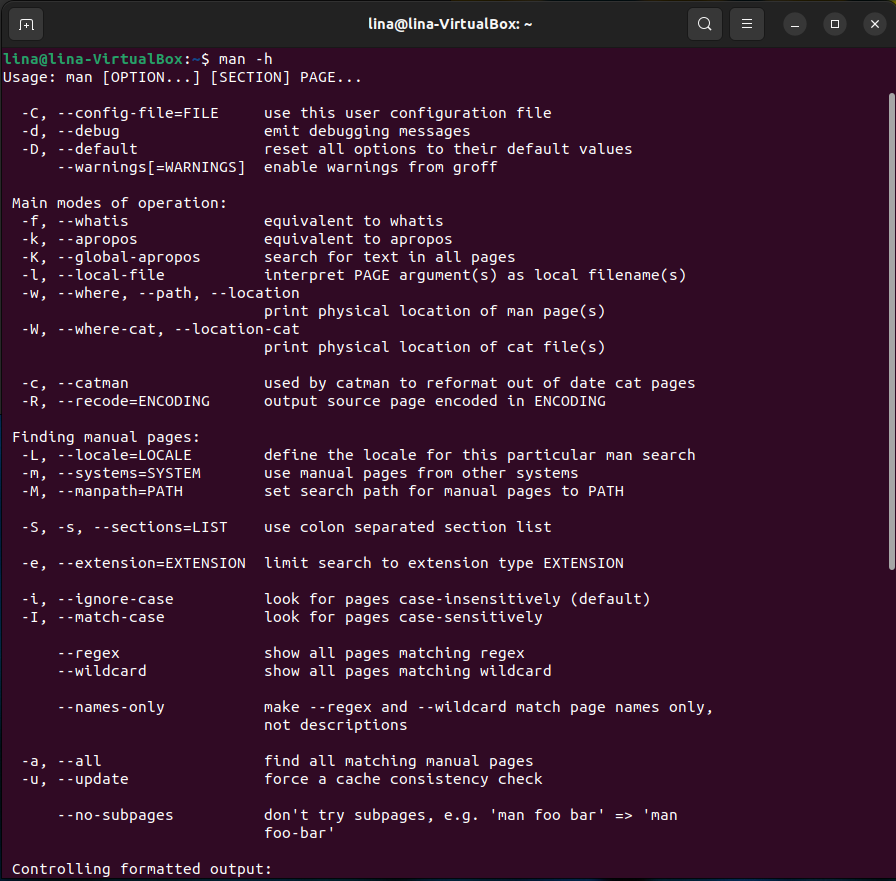 lina@lina-VirtualBox: ~
lina@lina-VirtualBox:~$ man -h
Usage: man [OPTION...] [SECTION] PAGE...

  -C, --config-file=FILE     use this user configuration file
  -d, --debug                emit debugging messages
  -D, --default              reset all options to their default values
      --warnings[=WARNINGS]  enable warnings from groff

 Main modes of operation:
  -f, --whatis               equivalent to whatis
  -k, --apropos              equivalent to apropos
  -K, --global-apropos       search for text in all pages
  -l, --local-file           interpret PAGE argument(s) as local filename(s)
  -w, --where, --path, --location
                             print physical location of man page(s)
  -W, --where-cat, --location-cat
                             print physical location of cat file(s)

  -c, --catman               used by catman to reformat out of date cat pages
  -R, --recode=ENCODING      output source page encoded in ENCODING

 Finding manual pages:
  -L, --locale=LOCALE        define the locale for this particular man search
  -m, --systems=SYSTEM       use manual pages from other systems
  -M, --manpath=PATH         set search path for manual pages to PATH

  -S, -s, --sections=LIST    use colon separated section list

  -e, --extension=EXTENSION  limit search to extension type EXTENSION

  -i, --ignore-case          look for pages case-insensitively (default)
  -I, --match-case           look for pages case-sensitively

      --regex                show all pages matching regex
      --wildcard             show all pages matching wildcard

      --names-only           make --regex and --wildcard match page names only,
                             not descriptions

  -a, --all                  find all matching manual pages
  -u, --update               force a cache consistency check

      --no-subpages          don't try subpages, e.g. 'man foo bar' => 'man
                             foo-bar'

 Controlling formatted output: